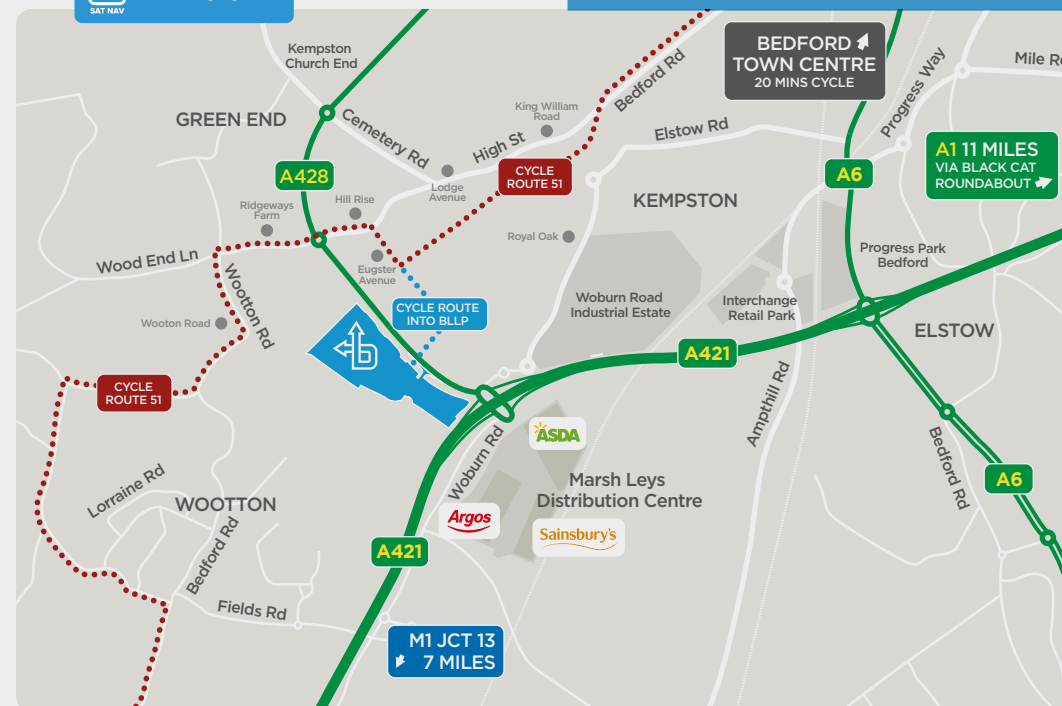 SAT NAV
Kempston
Church End
BEDFORD
TOWN CENTRE
20 MINS CYCLE
Progress Way
Bedford Rd
King William
Road
GREEN END
Cemetery Rd
High St
Elstow Rd
A428
Lodge
Avenue
CYCLE
ROUTE 51
A6
A1 11 MILES
VIA BLACK CAT
ROUNDABOUT
Hill Rise
Ridgeways
Farm
KEMPSTON
Royal Oak
Wood End Ln
Eugster
Avenue
Progress Park
Bedford
Wootton Rd
CYCLE ROUTE
INTO BLLP
Woburn Road
Industrial Estate
Interchange
Retail Park
Wooton Road
ELSTOW
A421
CYCLE
ROUTE 51
Ampthill Rd
ASDA
Woburn Rd
Bedford Rd
A6
Lorraine Rd
WOOTTON
Marsh Leys
Distribution Centre
Argos
Sainsbury's
Bedford Rd
A421
Fields Rd
M1 JCT 13
7 MILES